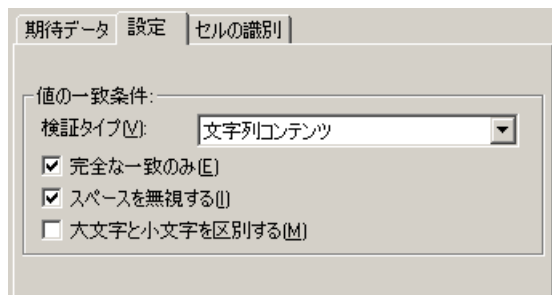 期待データ 設定 セルの識別
値の一致条件:
検証タイプ(V): 文字列コンテンツ
完全な一致のみ(E)
スペースを無視する(I)
大文字と小文字を区別する(M)